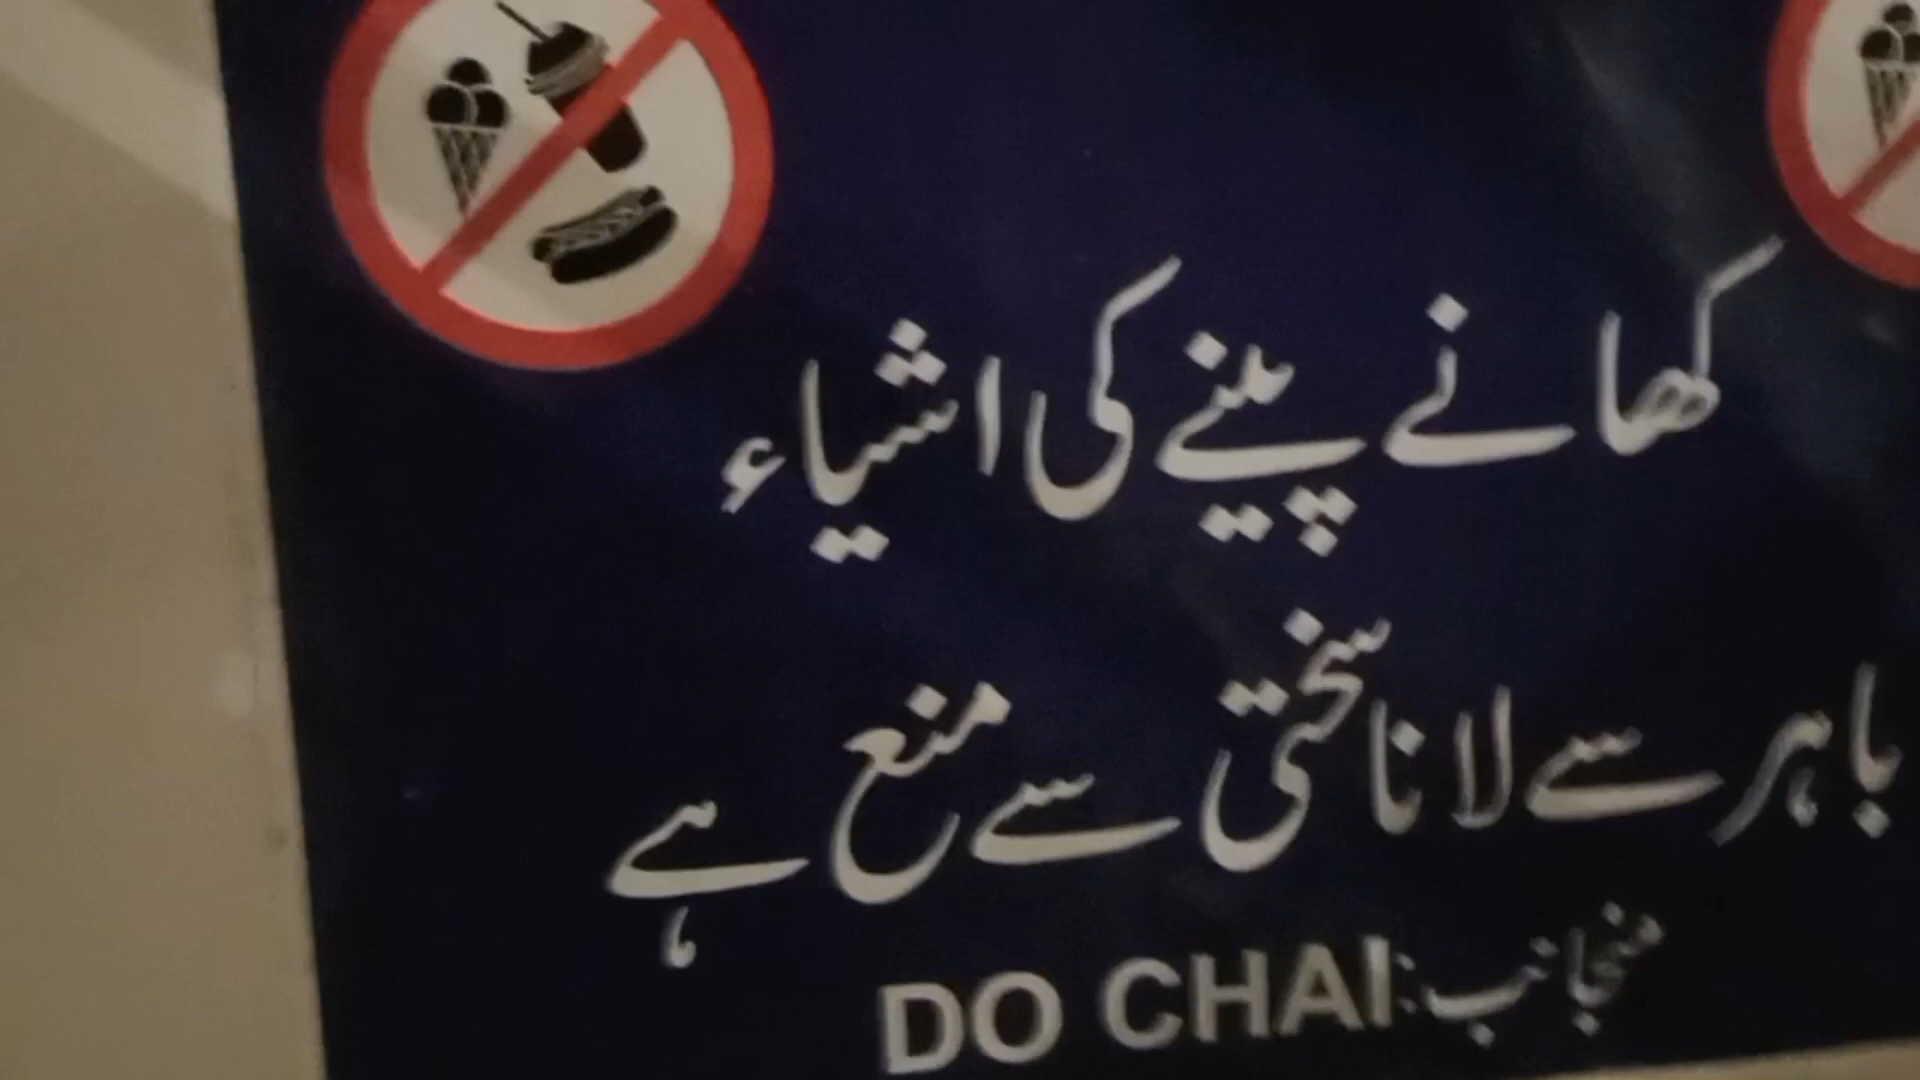 کھانے پینے کی اشیاء
باہر سے لانا سختی سے منع ہے
منجانب: DO CHAI